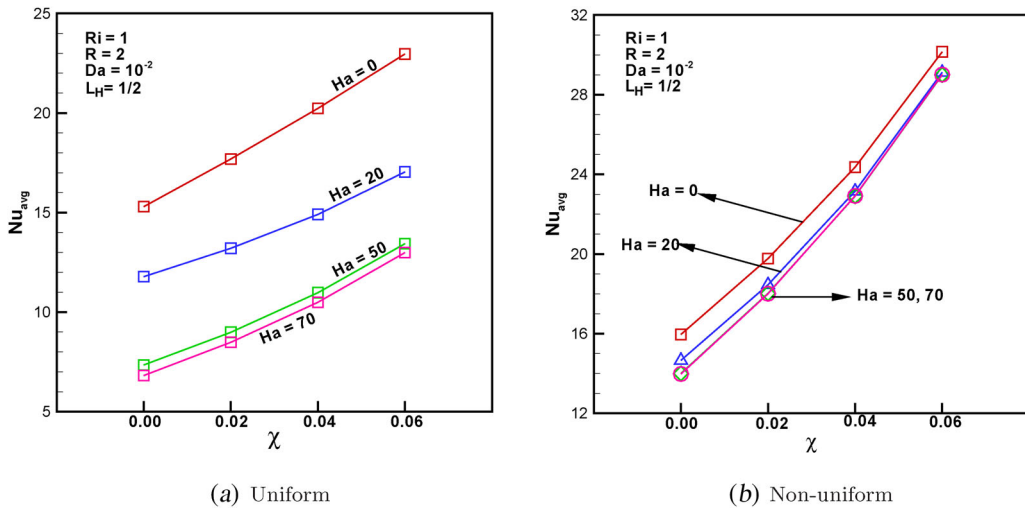 Ri = 1
R = 2
Da = 10⁻²
L_H = 1/2
Ha = 0
Ha = 20
Ha = 50
Ha = 70
Nu_avg
25
20
15
10
5
0.00 0.02 0.04 0.06
χ
(a) Uniform
Ri = 1
R = 2
Da = 10⁻²
L_H = 1/2
Ha = 0
Ha = 20
Ha = 50, 70
Nu_avg
32
28
24
20
16
12
0.00 0.02 0.04 0.06
χ
(b) Non-uniform